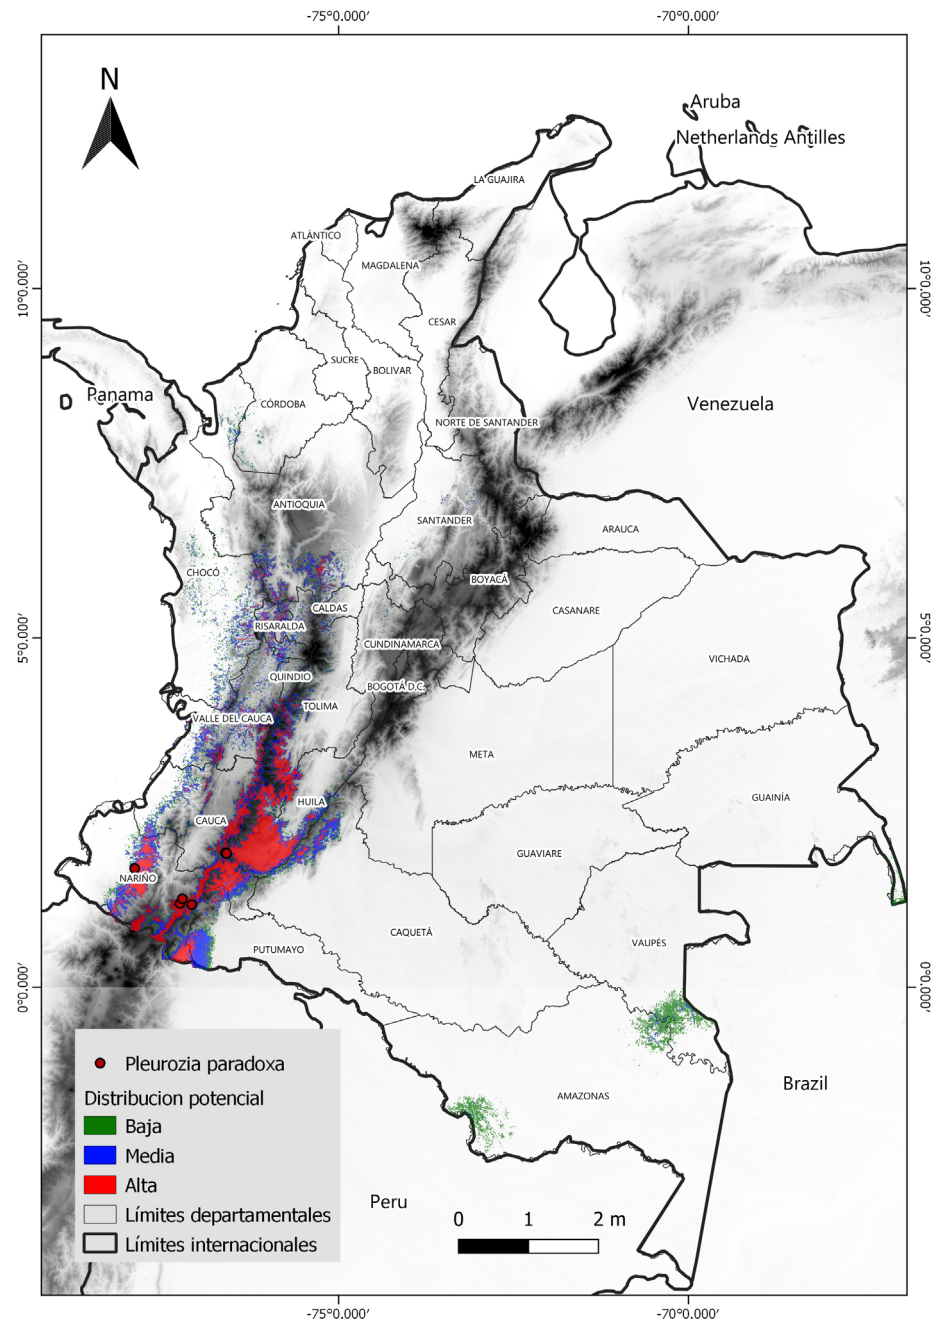 -75°0.000′
-70°0.000′
N
Aruba
Netherlands Antilles
LA GUAJIRA
ATLÁNTICO
MAGDALENA
10°0.000′
10°0.000′
CESAR
SUCRE
BOLIVAR
Panama
CÓRDOBA
Venezuela
NORTE DE SANTANDER
ANTIOQUIA
SANTANDER
ARAUCA
CHOCÓ
BOYACÁ
CALDAS
CASANARE
RISARALDA
5°0.000′
5°0.000′
CUNDINAMARCA
VICHADA
QUINDIO
BOGOTÁ D.C.
TOLIMA
VALLE DEL CAUCA
META
HUILA
GUAINÍA
CAUCA
GUAVIARE
NARIÑO
CAQUETÁ
VAUPÉS
PUTUMAYO
0°0.000′
0°0.000′
Pleurozia paradoxa
Distribucion potencial
Baja
Media
Alta
Límites departamentales
Límites internacionales
Brazil
AMAZONAS
Peru
0 1 2 m
-75°0.000′
-70°0.000′